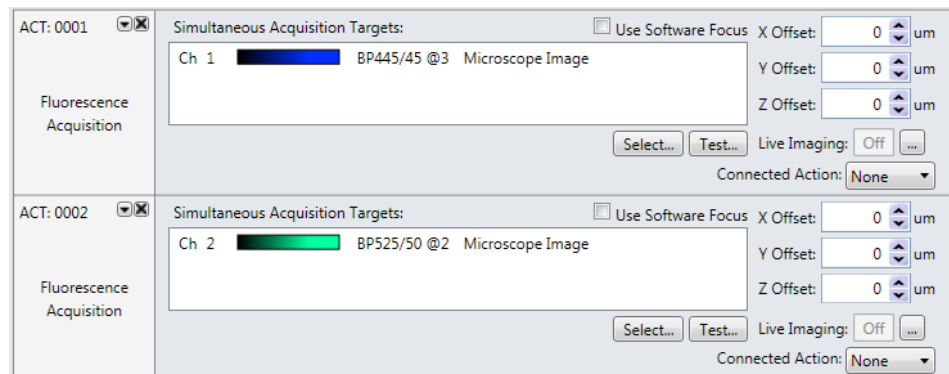 ACT: 0001
Simultaneous Acquisition Targets:
Use Software Focus
X Offset: 0 um
Ch 1 BP445/45 @3 Microscope Image
Y Offset: 0 um
Z Offset: 0 um
Fluorescence
Acquisition
Select... Test... Live Imaging: Off ...
Connected Action: None
ACT: 0002
Simultaneous Acquisition Targets:
Use Software Focus
X Offset: 0 um
Ch 2 BP525/50 @2 Microscope Image
Y Offset: 0 um
Z Offset: 0 um
Fluorescence
Acquisition
Select... Test... Live Imaging: Off ...
Connected Action: None